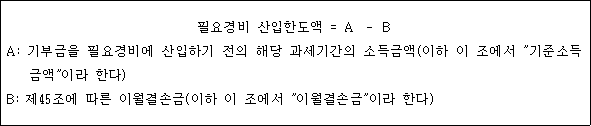 필요경비 산입한도액 = A - B
A: 기부금을 필요경비에 산입하기 전의 해당 과세기간의 소득금액(이하 이 조에서 "기준소득
금액"이라 한다)
B: 제45조에 따른 이월결손금(이하 이 조에서 "이월결손금"이라 한다)